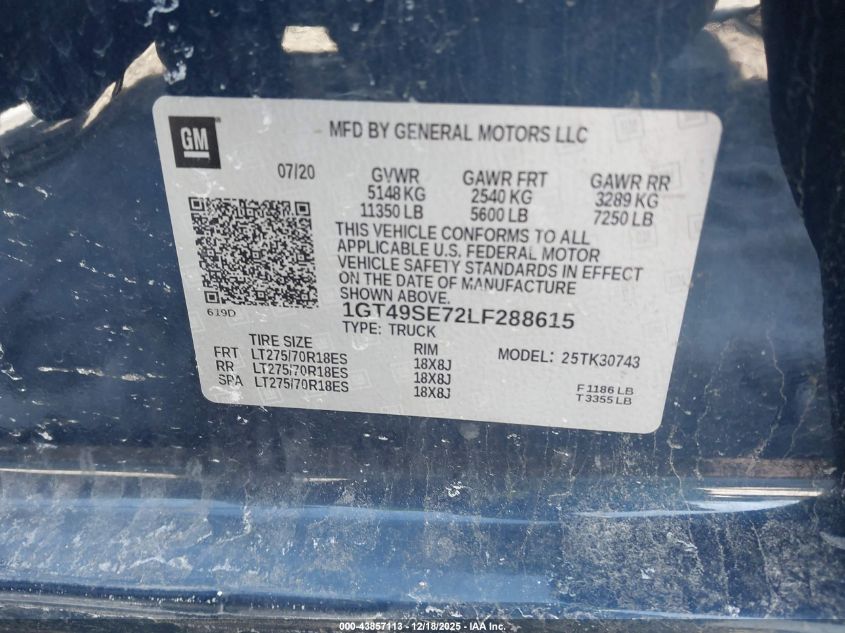 GM
MFD BY GENERAL MOTORS LLC
07/20 GVWR GAWR FRT GAWR RR
5148 KG 2540 KG 3289 KG
11350 LB 5600 LB 7250 LB
THIS VEHICLE CONFORMS TO ALL
APPLICABLE U.S. FEDERAL MOTOR
VEHICLE SAFETY STANDARDS IN EFFECT
ON THE DATE OF MANUFACTURE
SHOWN ABOVE.
619D
1GT49SE72LF288615
TYPE: TRUCK
TIRE SIZE RIM MODEL: 25TK30743
FRT LT275/70R18ES 18X8J
RR LT275/70R18ES 18X8J
SPA LT275/70R18ES 18X8J
F 1186 LB
T 3355 LB
000-43857113 - 12/18/2025 - IAA Inc.